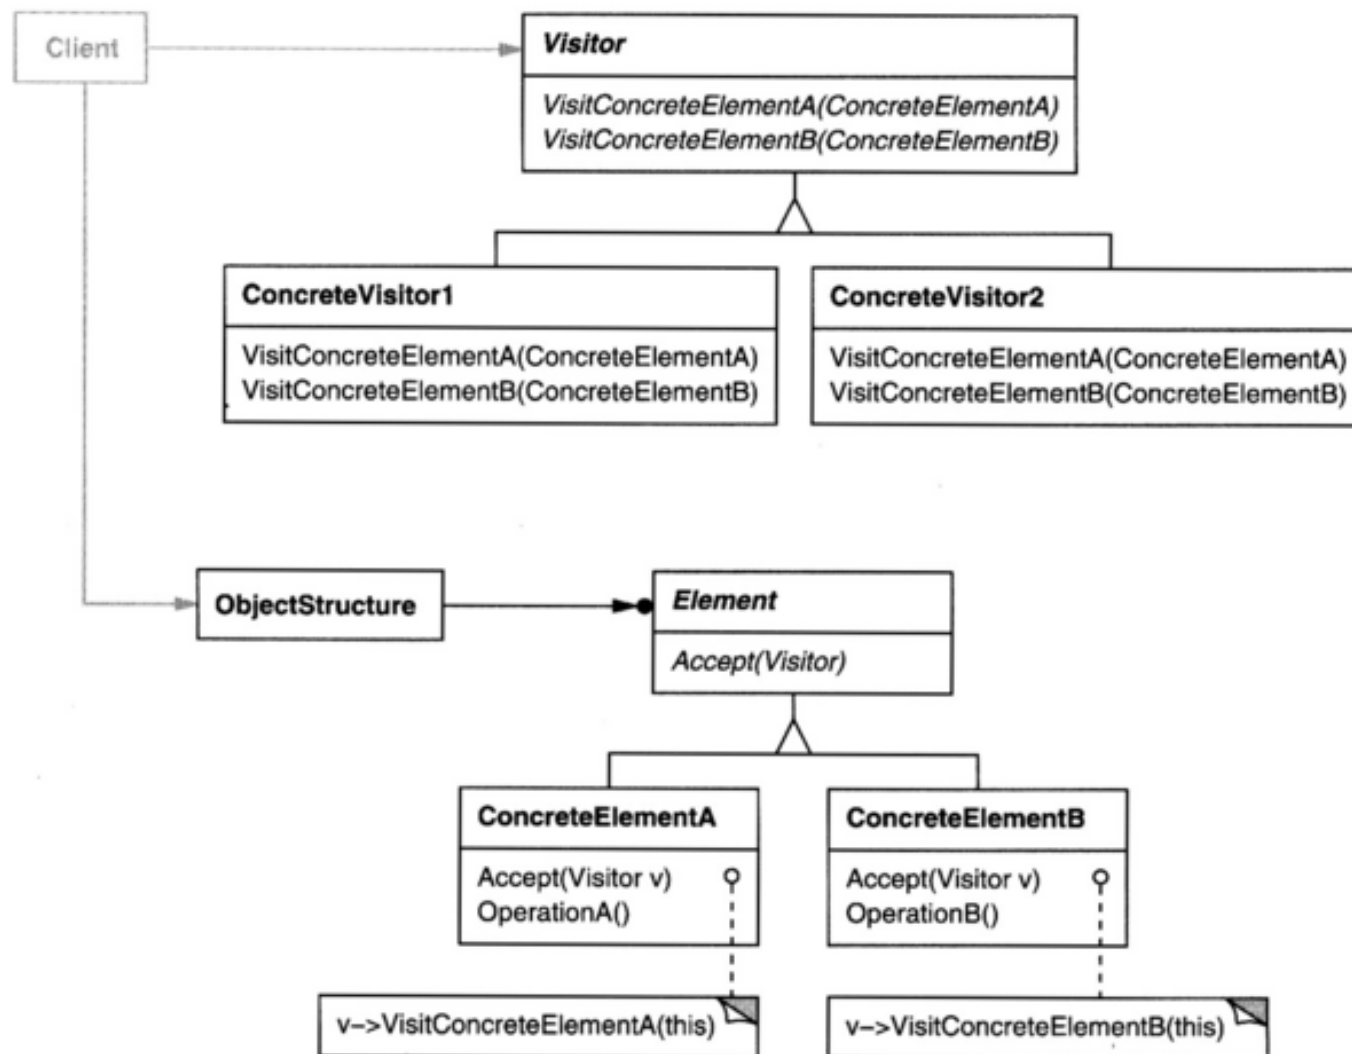 Client
Visitor
VisitConcreteElementA(ConcreteElementA)
VisitConcreteElementB(ConcreteElementB)
ConcreteVisitor1
VisitConcreteElementA(ConcreteElementA)
VisitConcreteElementB(ConcreteElementB)
ConcreteVisitor2
VisitConcreteElementA(ConcreteElementA)
VisitConcreteElementB(ConcreteElementB)
ObjectStructure
Element
Accept(Visitor)
ConcreteElementA
Accept(Visitor v)
OperationA()
ConcreteElementB
Accept(Visitor v)
OperationB()
v->VisitConcreteElementA(this)
v->VisitConcreteElementB(this)